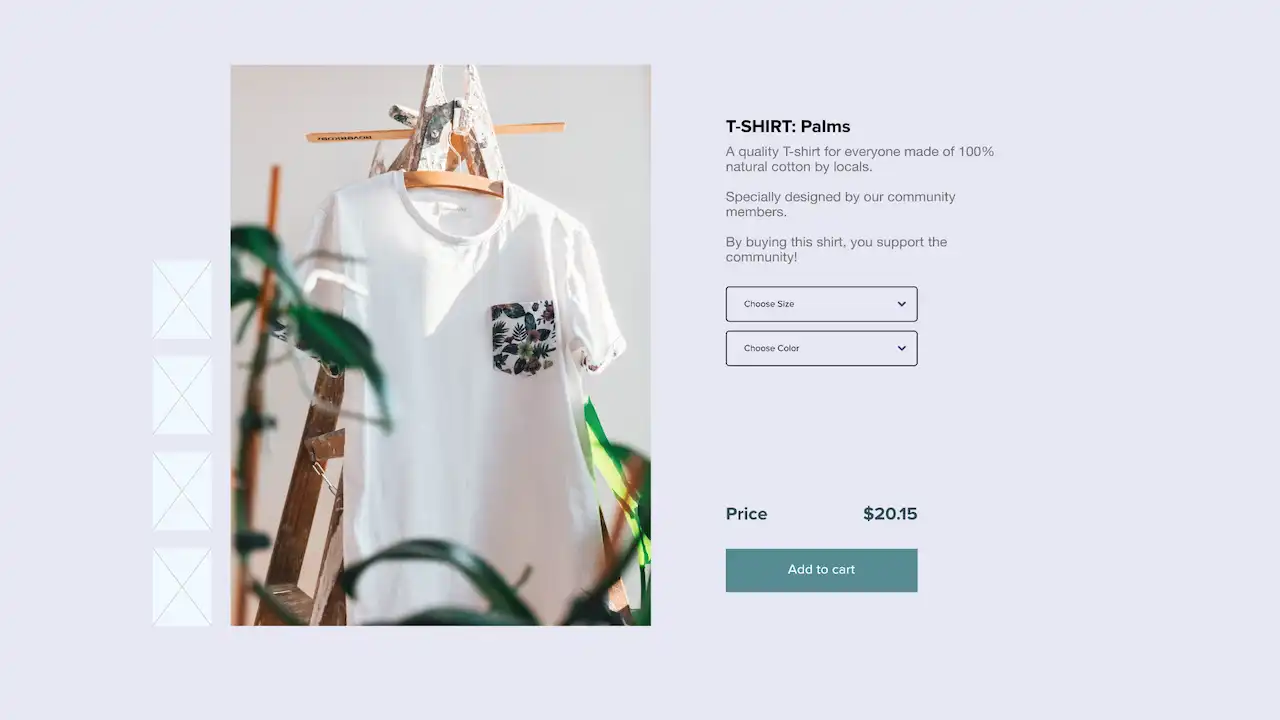 T-SHIRT: Palms
A quality T-shirt for everyone made of 100%
natural cotton by locals.
Specially designed by our community
members.
By buying this shirt, you support the
community!
Choose Size
Choose Color
Price $20.15
Add to cart